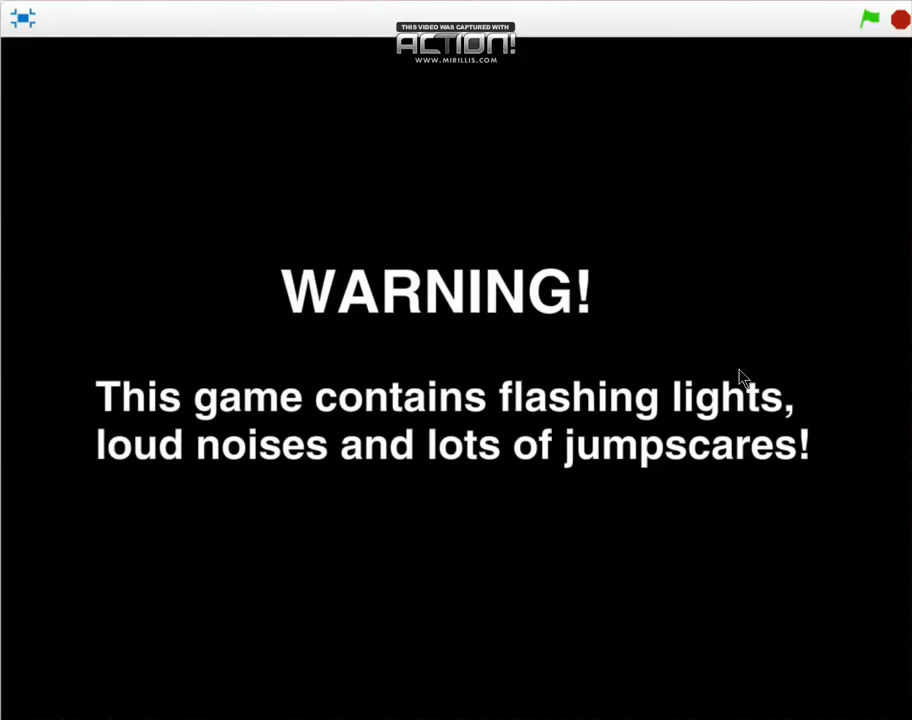 THIS VIDEO WAS CAPTURED WITH
ACTION!
WWW.MIRILLIS.COM
WARNING!
This game contains flashing lights,
loud noises and lots of jumpscares!